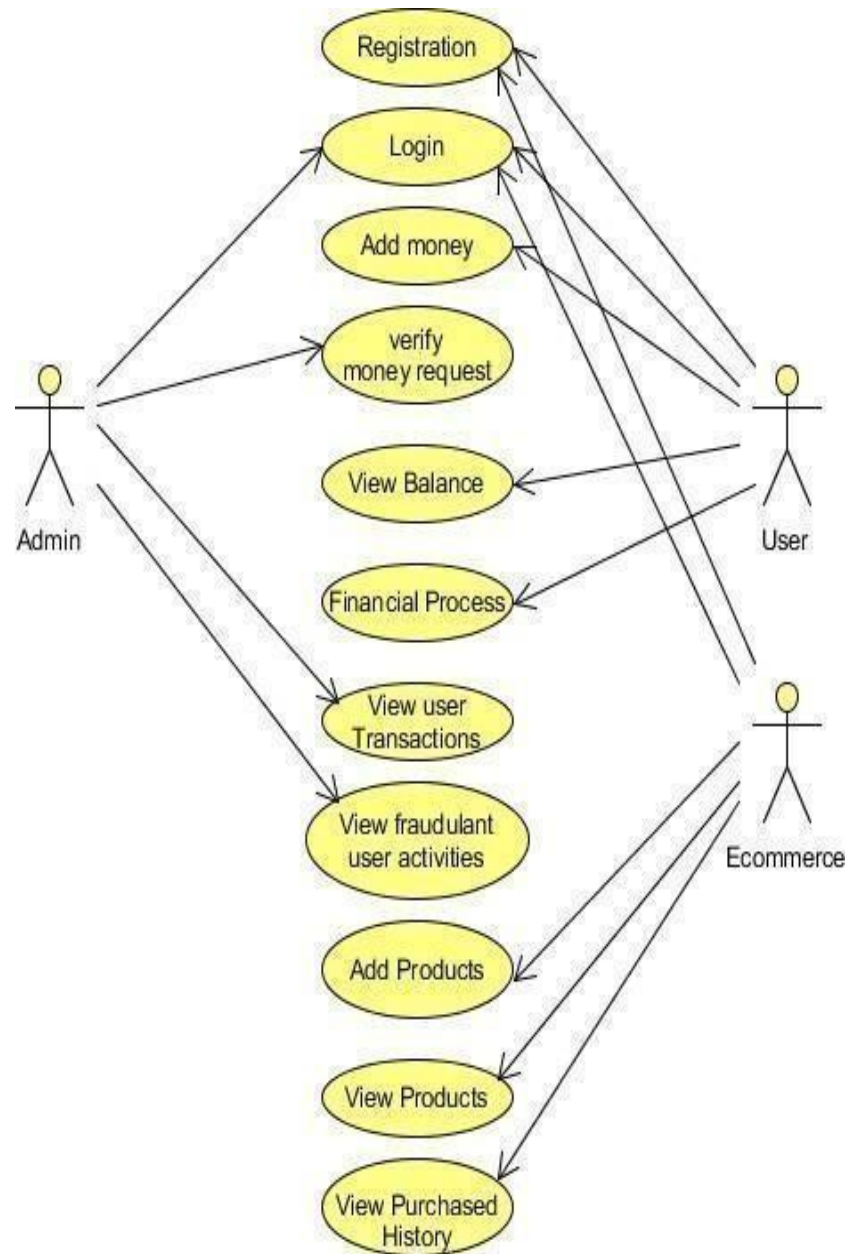 Registration
Login
Add money
verify
money request
Admin
User
View Balance
Financial Process
View user
Transactions
View fraudulant
user activities
Ecommerce
Add Products
View Products
View Purchased
History